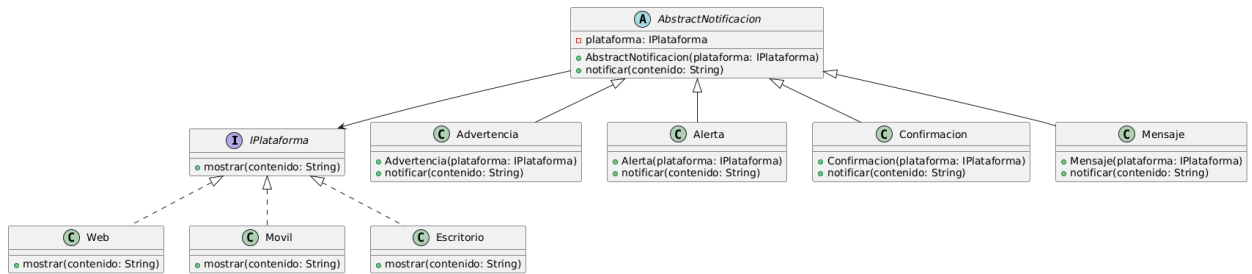 A AbstractNotificacion
plataforma: IPlataforma
AbstractNotificacion(plataforma: IPlataforma)
notificar(contenido: String)
I IPlataforma
mostrar(contenido: String)
C Advertencia
Advertencia(plataforma: IPlataforma)
notificar(contenido: String)
C Alerta
Alerta(plataforma: IPlataforma)
notificar(contenido: String)
C Confirmacion
Confirmacion(plataforma: IPlataforma)
notificar(contenido: String)
C Mensaje
Mensaje(plataforma: IPlataforma)
notificar(contenido: String)
C Web
mostrar(contenido: String)
C Movil
mostrar(contenido: String)
C Escritorio
mostrar(contenido: String)